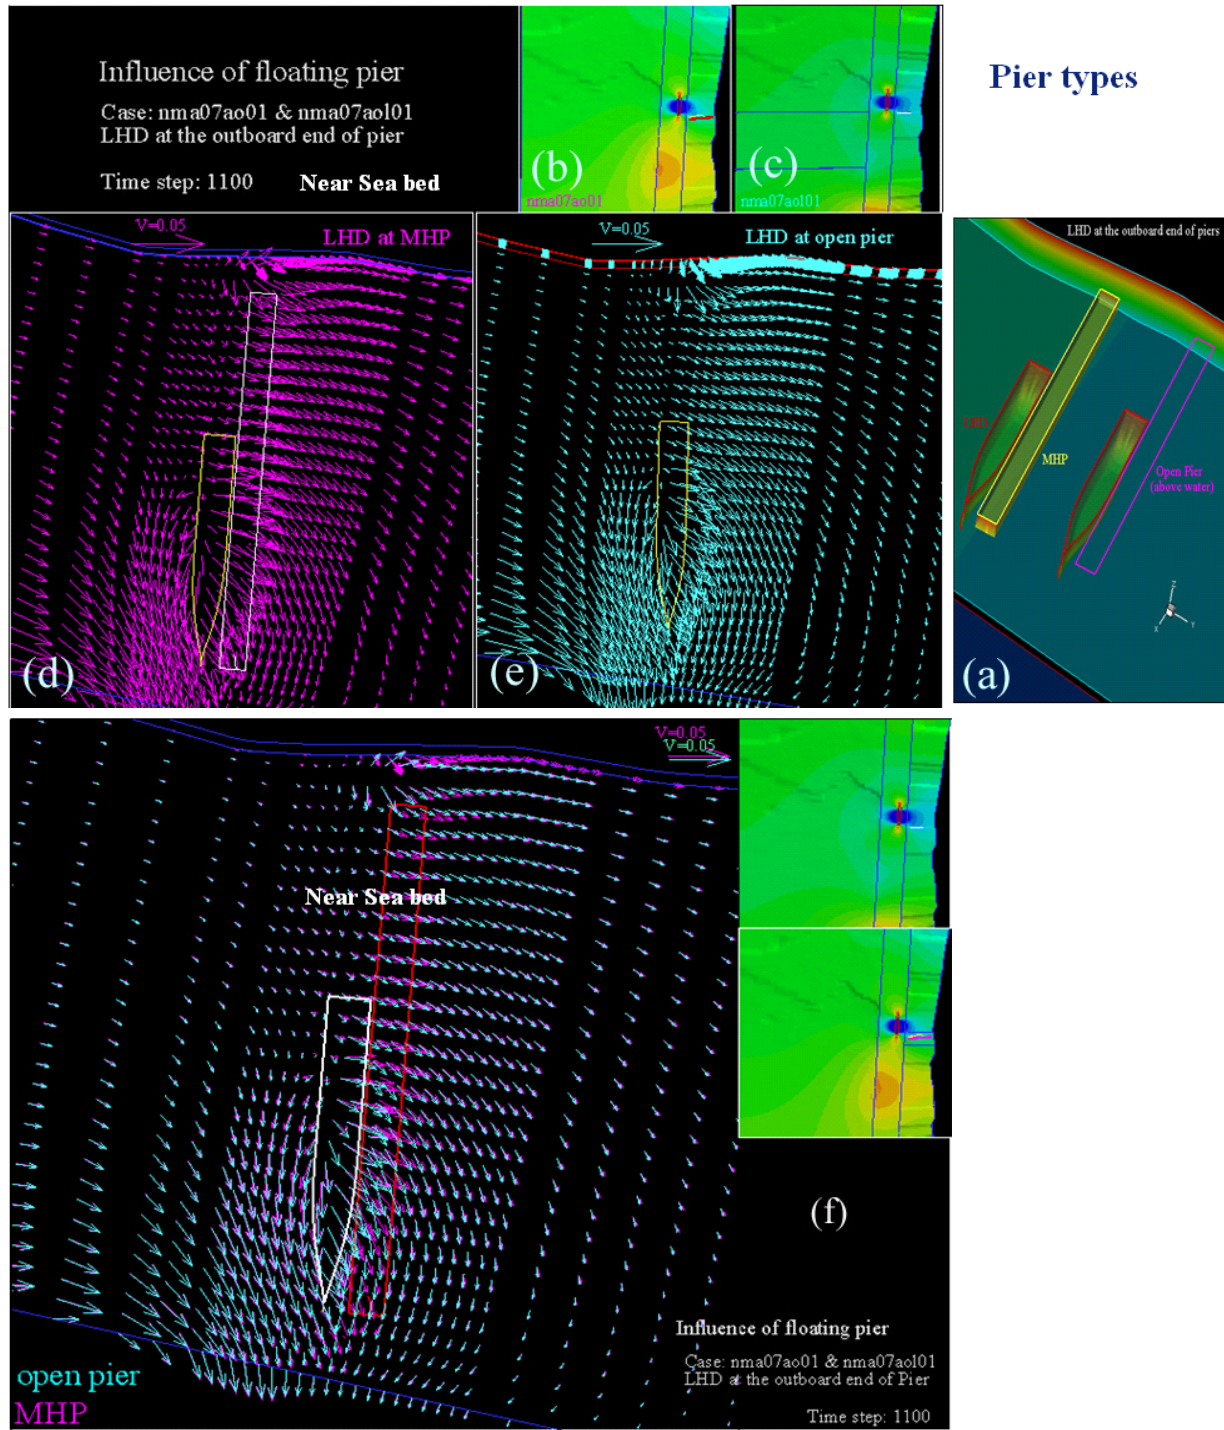 Influence of floating pier
Case: nma07ao01 & nma07aol01
LHD at the outboard end of pier
Time step: 1100 Near Sea bed
(b)
nma07ao01
(c)
nma07aol01
Pier types
V=0.05
LHD at MHP
(d)
V=0.05
LHD at open pier
(e)
LHD at the outboard end of piers
LHD
MHP
Open Pier
(above water)
Z
X
Y
(a)
V=0.05
V=0.05
Near Sea bed
open pier
MHP
(f)
Influence of floating pier
Case: nma07ao01 & nma07aol01
LHD at the outboard end of Pier
Time step: 1100